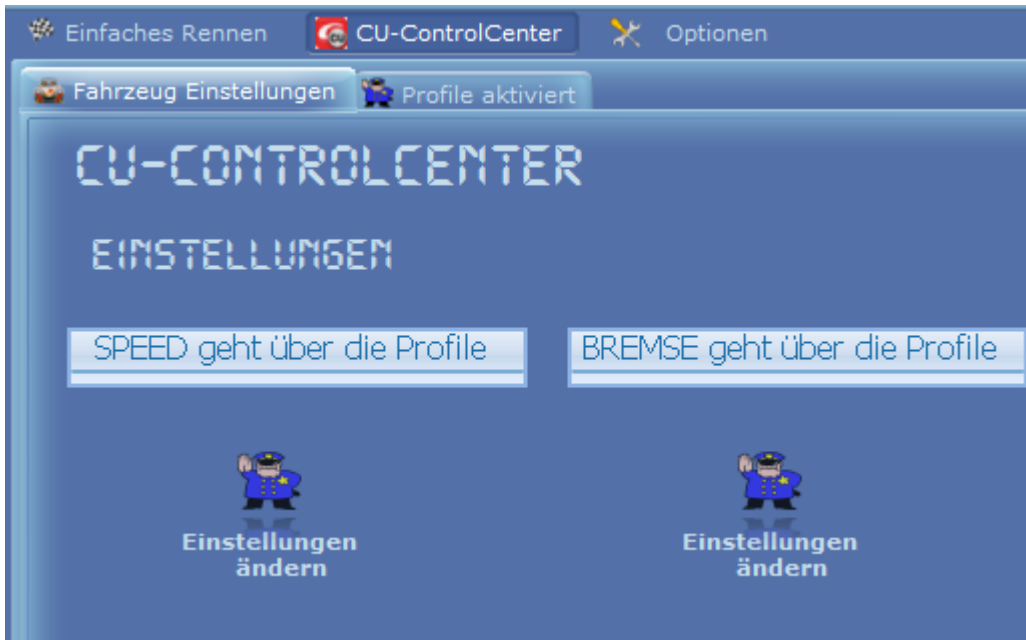 Einfaches Rennen CU CU-ControlCenter Optionen
Fahrzeug Einstellungen Profile aktiviert
CU-CONTROLCENTER
EINSTELLUNGEN
SPEED geht über die Profile BREMSE geht über die Profile
Einstellungen Einstellungen
ändern ändern